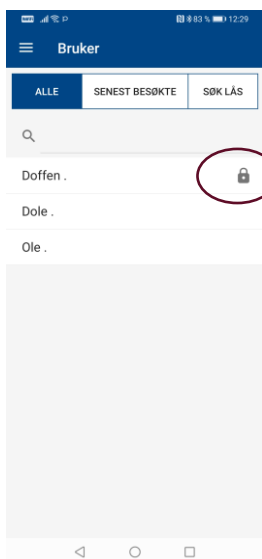 83 % 12:29
Bruker
ALLE SENEST BESØKTE SØK LÅS
Doffen .
Dole .
Ole .